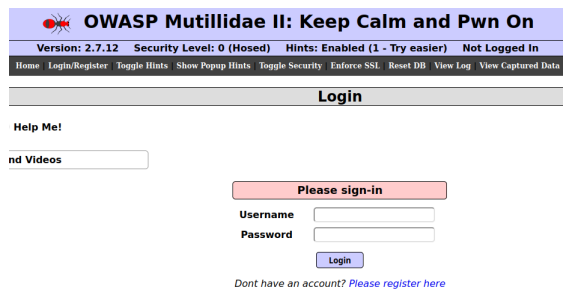 OWASP Mutillidae II: Keep Calm and Pwn On
Version: 2.7.12 Security Level: 0 (Hosed) Hints: Enabled (1 - Try easier) Not Logged In
Home | Login/Register | Toggle Hints | Show Popup Hints | Toggle Security | Enforce SSL | Reset DB | View Log | View Captured Data
Login
Help Me!
nd Videos
Please sign-in
Username
Password
Login
Dont have an account? Please register here